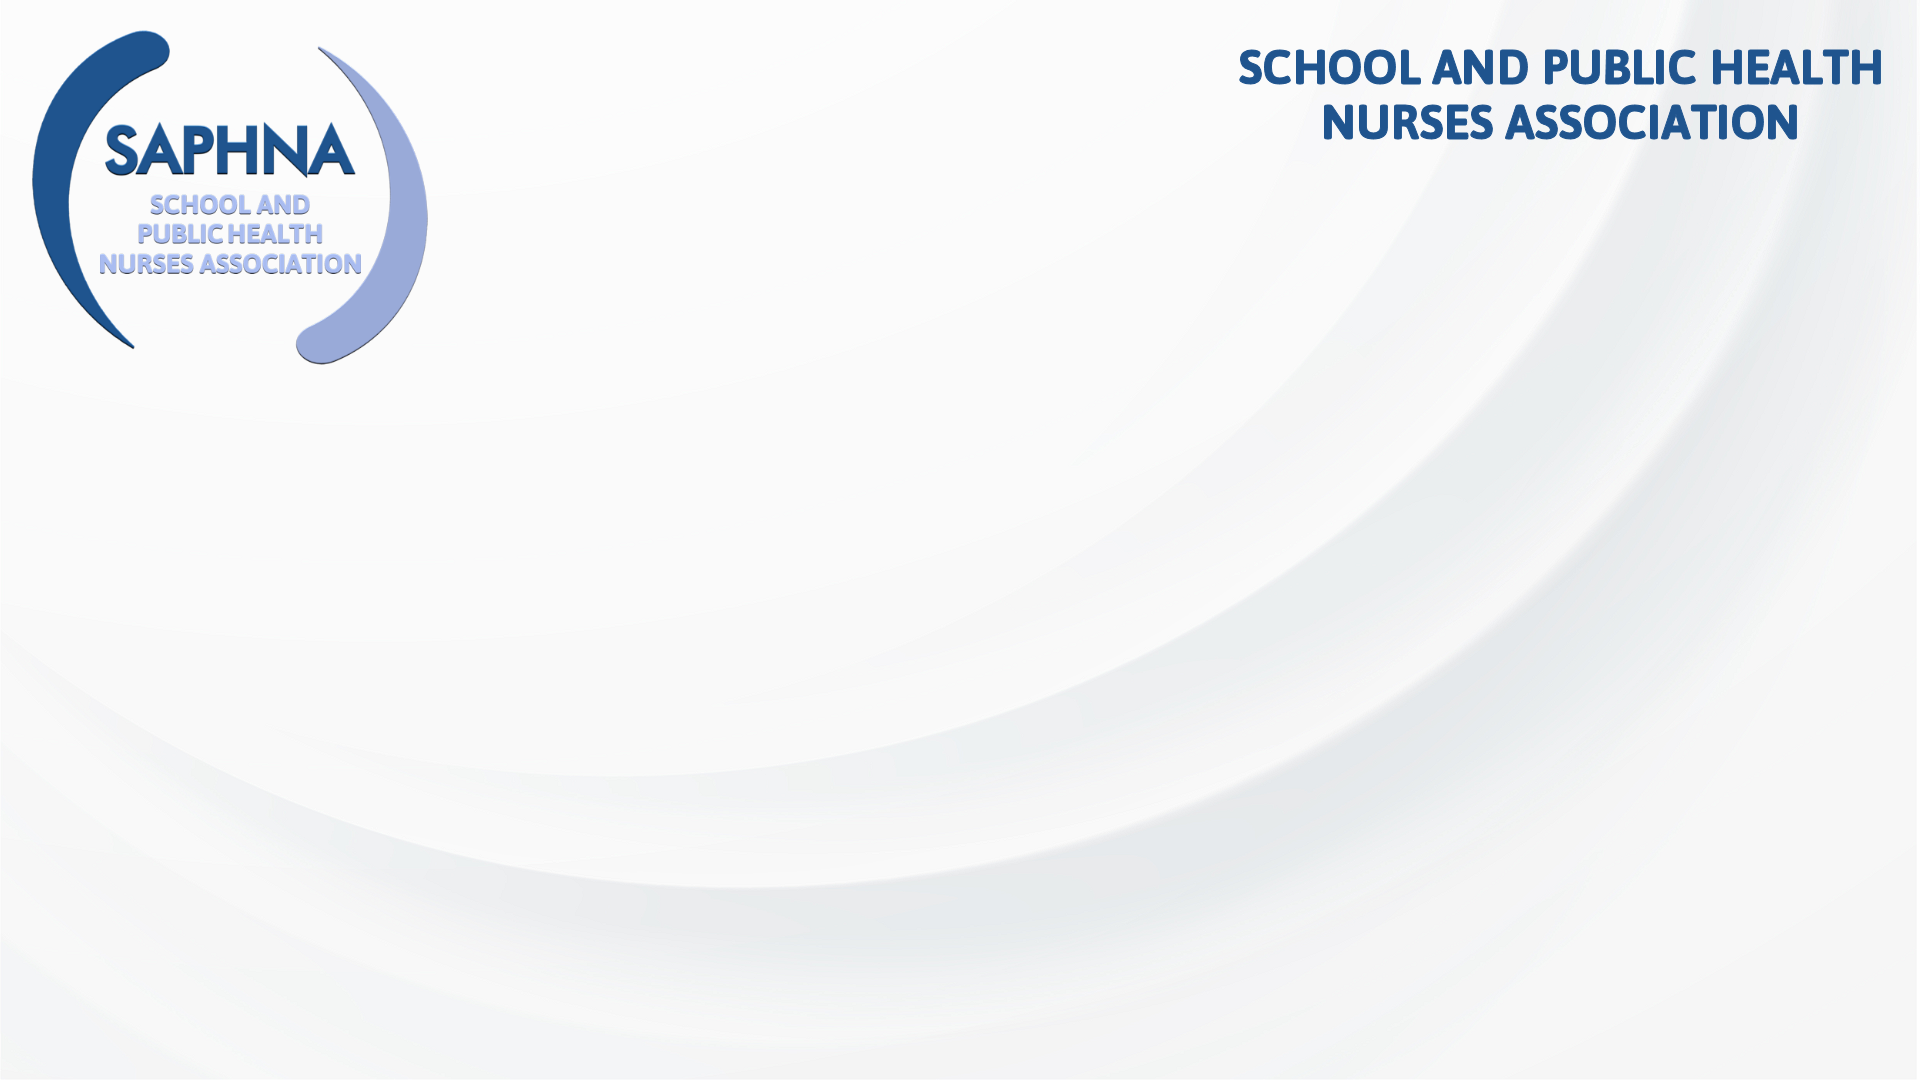 SAPHNA
SCHOOL AND
PUBLIC HEALTH
NURSES ASSOCIATION
SCHOOL AND PUBLIC HEALTH
NURSES ASSOCIATION